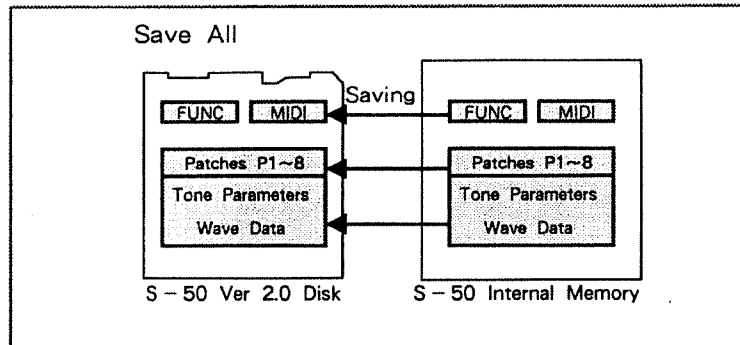 Save All
Saving
FUNC MIDI FUNC MIDI
Patches P1~8 Patches P1~8
Tone Parameters Tone Parameters
Wave Data Wave Data
S-50 Ver 2.0 Disk S-50 Internal Memory